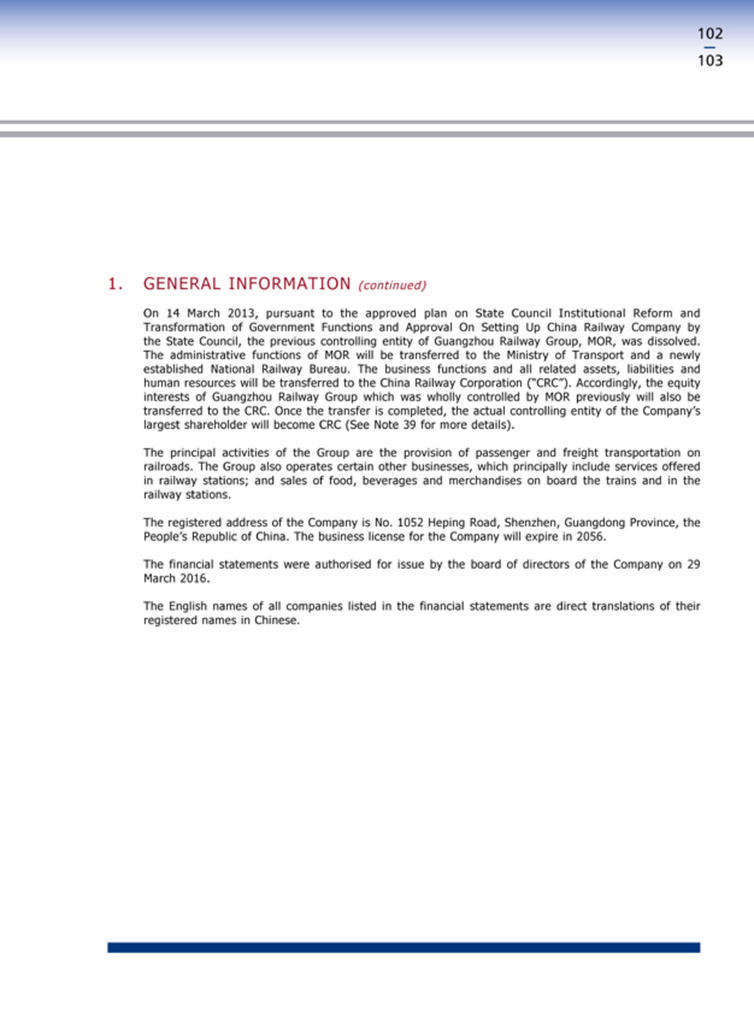 102
103
1. GENERAL INFORMATION (continued)
On 14 March 2013, pursuant to the approved plan on State Council Institutional Reform and
Transformation of Government Functions and Approval On Setting Up China Railway Company by
the State Council, the previous controlling entity of Guangzhou Railway Group, MOR, was dissolved.
The administrative functions of MOR will be transferred to the Ministry of Transport and a newly
established National Railway Bureau. The business functions and all related assets, liabilities and
human resources will be transferred to the China Railway Corporation (“CRC”). Accordingly, the equity
interests of Guangzhou Railway Group which was wholly controlled by MOR previously will also be
transferred to the CRC. Once the transfer is completed, the actual controlling entity of the Company’s
largest shareholder will become CRC (See Note 39 for more details).
The principal activities of the Group are the provision of passenger and freight transportation on
railroads. The Group also operates certain other businesses, which principally include services offered
in railway stations; and sales of food, beverages and merchandises on board the trains and in the
railway stations.
The registered address of the Company is No. 1052 Heping Road, Shenzhen, Guangdong Province, the
People’s Republic of China. The business license for the Company will expire in 2056.
The financial statements were authorised for issue by the board of directors of the Company on 29
March 2016.
The English names of all companies listed in the financial statements are direct translations of their
registered names in Chinese.